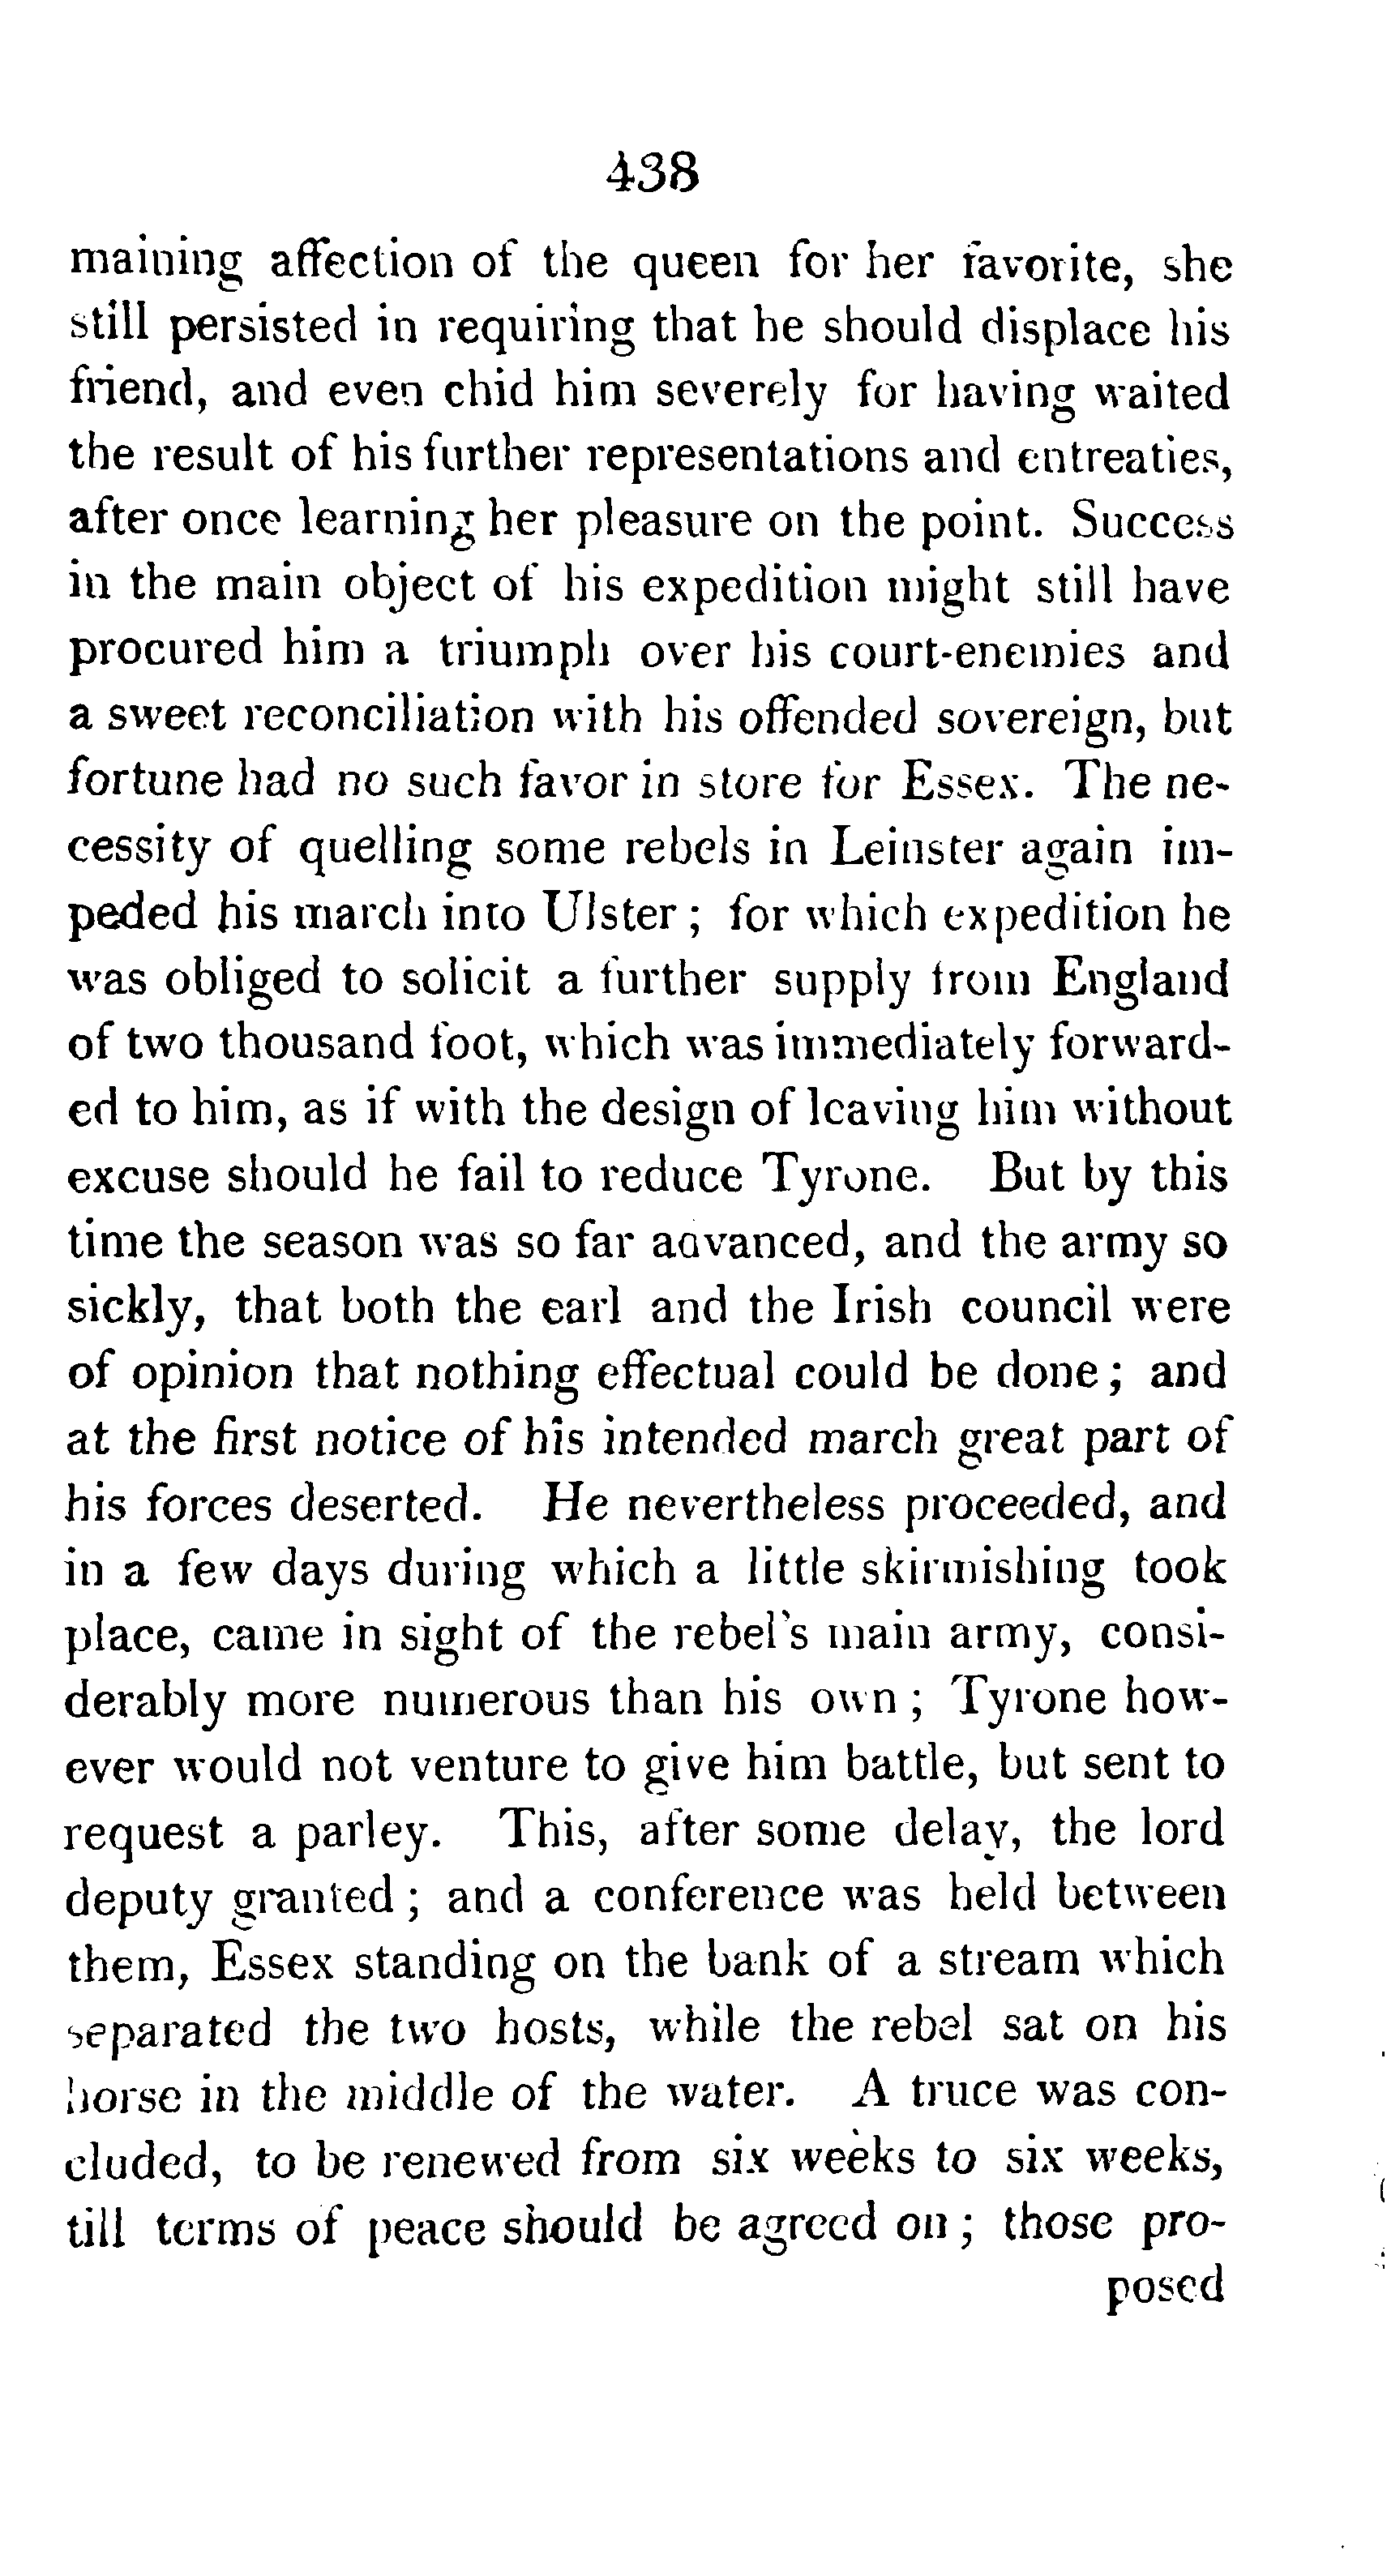 438
maining affection of the queen for her favorite, she
still persisted in requiring that he should displace his
friend, and even chid him severely for having waited
the result of his further representations and entreaties,
after once learning her pleasure on the point. Success
in the main object of his expedition might still have
procured him a triumph over his court-enemies and
a sweet reconciliation with his offended sovereign, but
fortune had no such favor in store for Essex. The ne-
cessity of quelling some rebels in Leinster again im-
peded his march into Ulster; for which expedition he
was obliged to solicit a further supply from England
of two thousand foot, which was immediately forward-
ed to him, as if with the design of leaving him without
excuse should he fail to reduce Tyrone. But by this
time the season was so far advanced, and the army so
sickly, that both the earl and the Irish council were
of opinion that nothing effectual could be done; and
at the first notice of his intended march great part of
his forces deserted. He nevertheless proceeded, and
in a few days during which a little skirmishing took
place, came in sight of the rebel's main army, consi-
derably more numerous than his own; Tyrone how-
ever would not venture to give him battle, but sent to
request a parley. This, after some delay, the lord
deputy granted; and a conference was held between
them, Essex standing on the bank of a stream which
separated the two hosts, while the rebel sat on his
horse in the middle of the water. A truce was con-
cluded, to be renewed from six weeks to six weeks,
till terms of peace should be agreed on; those pro-
posed